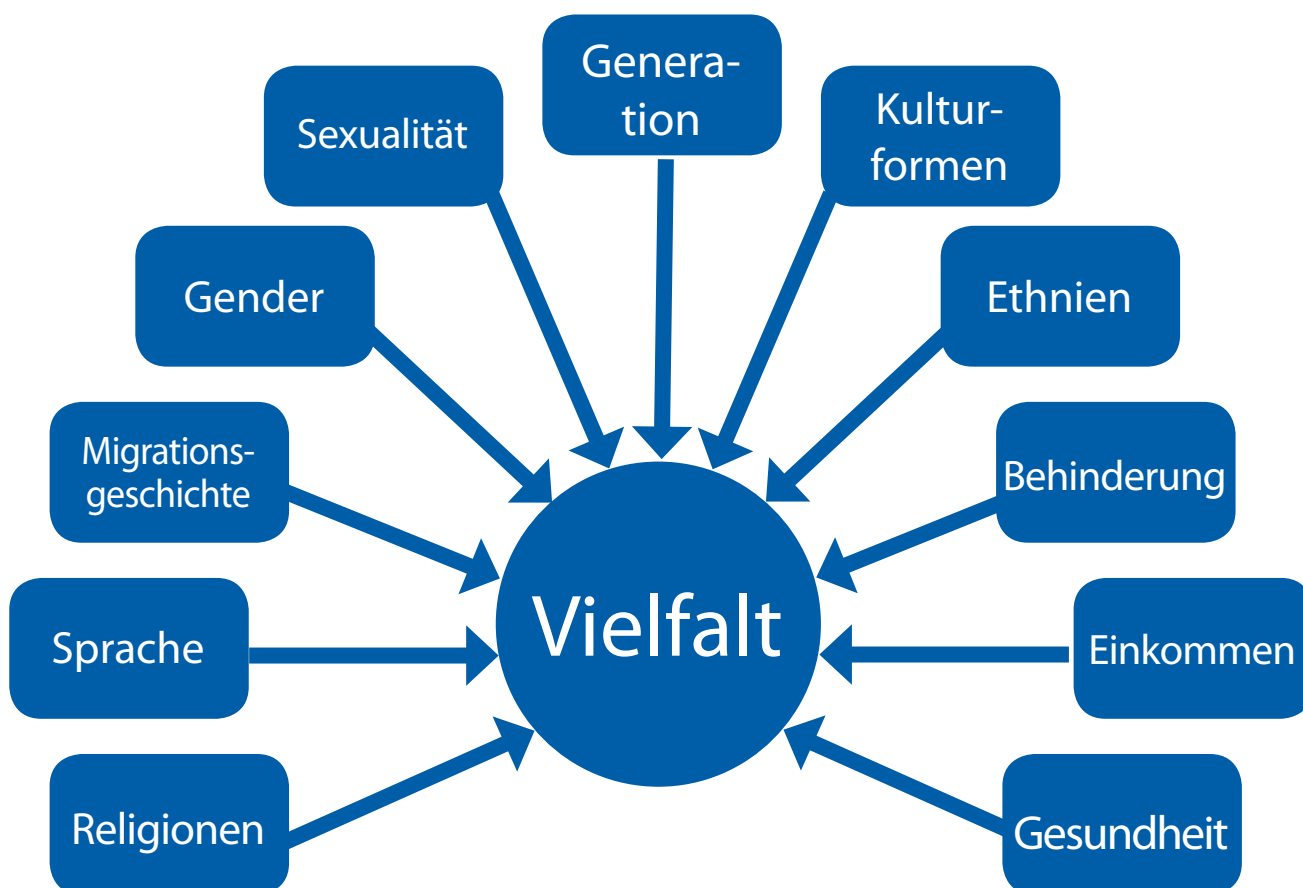 Genera-
tion
Sexualität
Kultur-
formen
Gender
Ethnien
Migrations-
geschichte
Behinderung
Vielfalt
Sprache
Einkommen
Religionen
Gesundheit